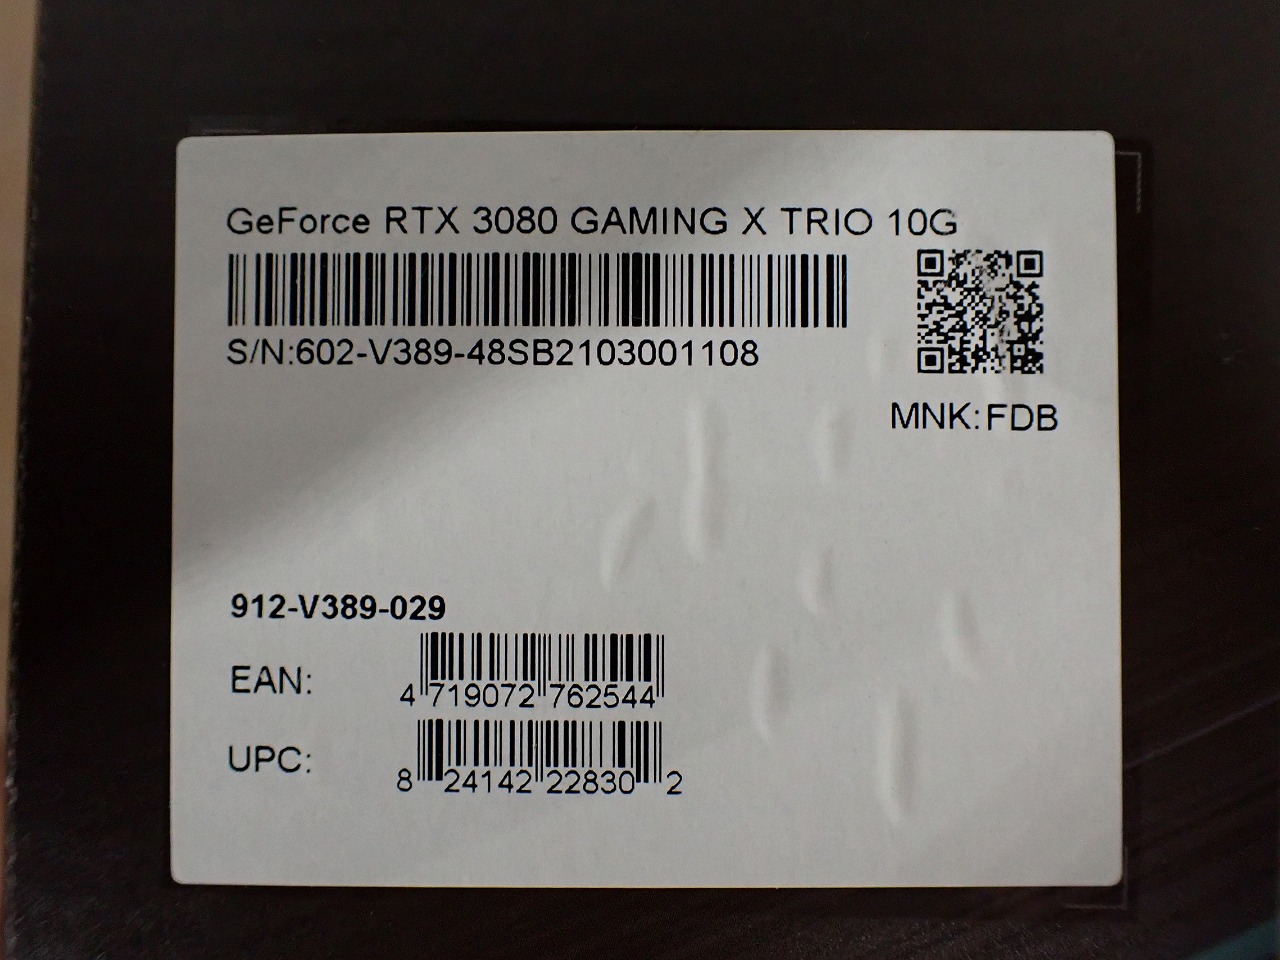 GeForce RTX 3080 GAMING X TRIO 10G
S/N:602-V389-48SB2103001108
MNK:FDB
912-V389-029
EAN:
4 719072 762544
UPC:
8 24142 22830 2